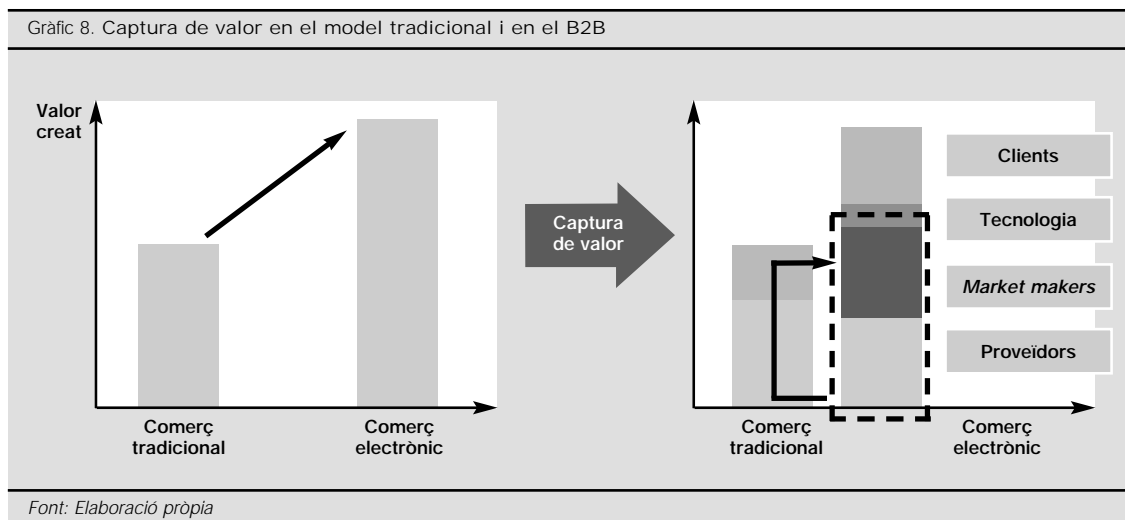 Gràfic 8. Captura de valor en el model tradicional i en el B2B
Valor
creat
Comerç
tradicional
Comerç
electrònic
Captura
de valor
Comerç
tradicional
Comerç
electrònic
Clients
Tecnologia
Market makers
Proveïdors
Font: Elaboració pròpia